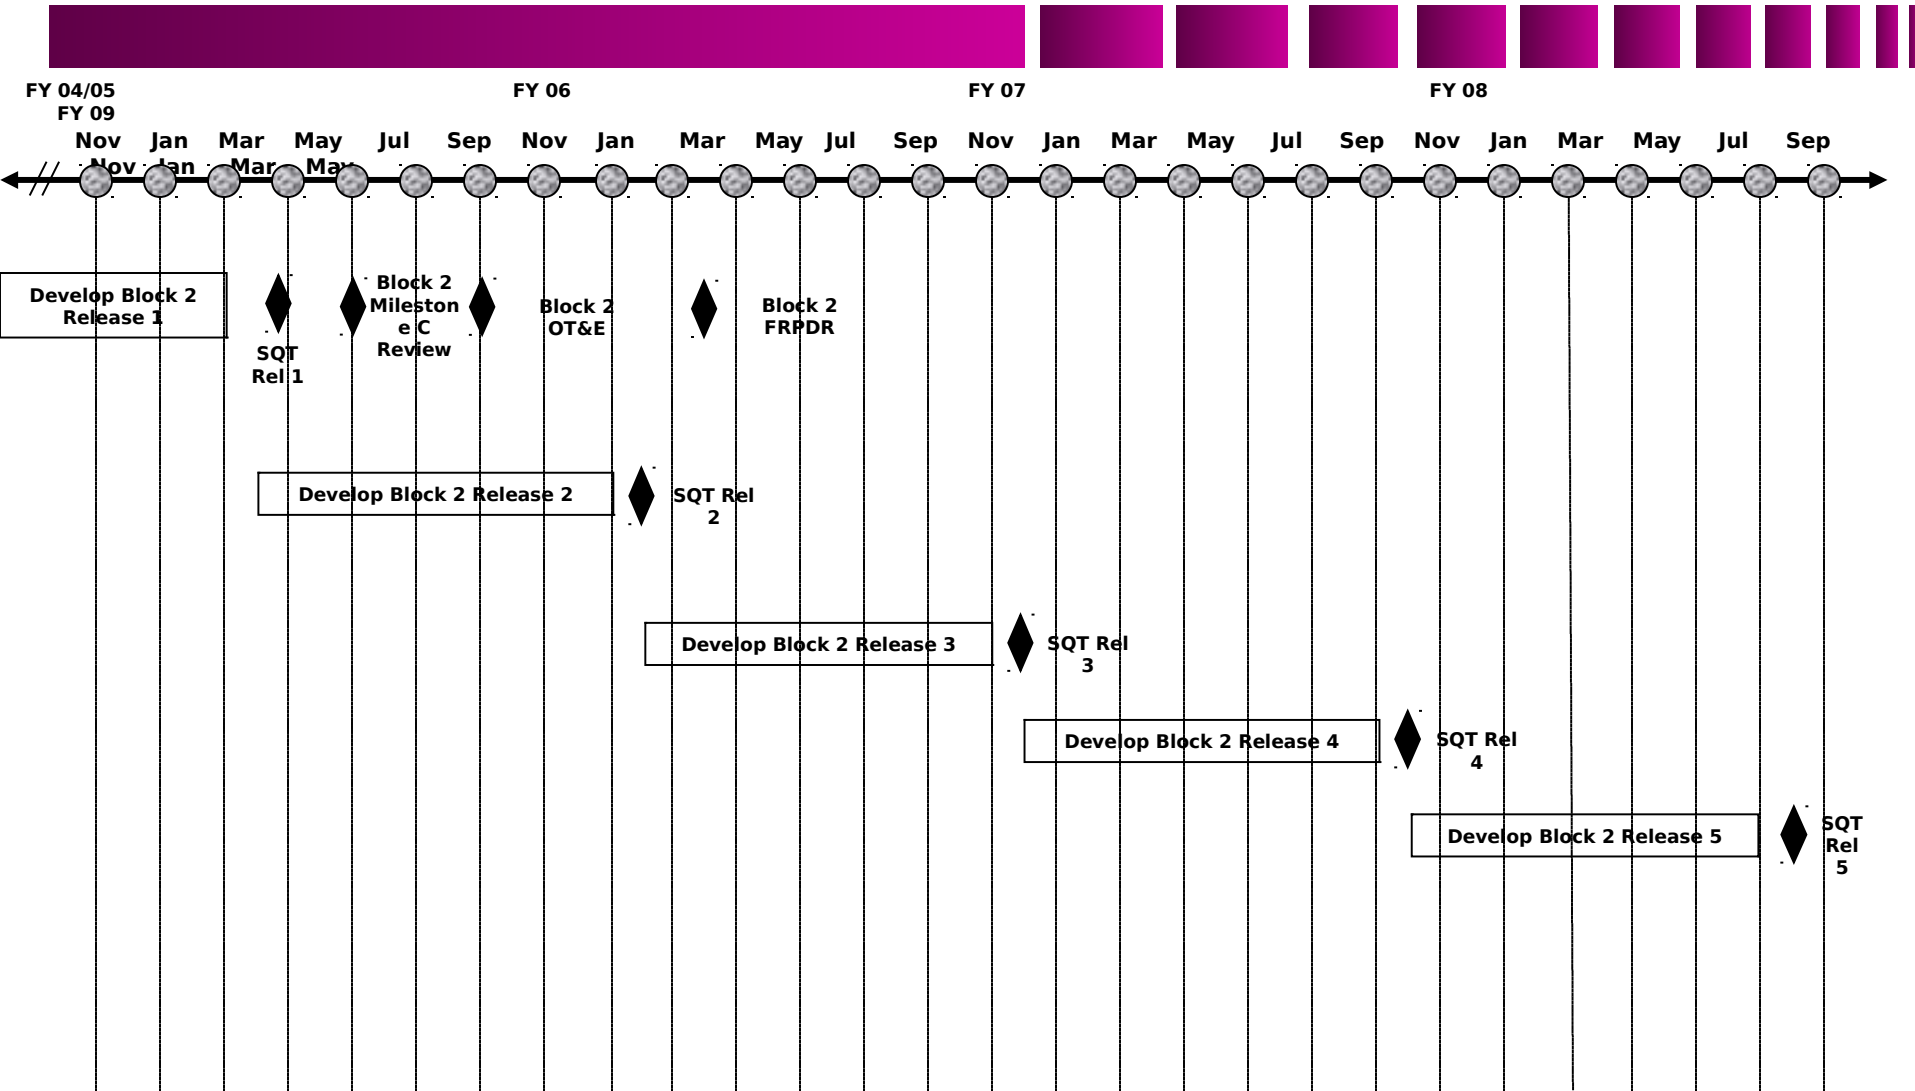 FY 04/05 FY 06 FY 07 FY 08
FY 09
Nov Jan Mar May Jul Sep Nov Jan Mar May Jul Sep Nov Jan Mar May Jul Sep Nov Jan Mar May Jul Sep
Nov Jan Mar May
Develop Block 2
Release 1
SQT
Rel 1
Block 2
Mileston
e C
Review
Block 2
OT&E
Block 2
FRPDR
Develop Block 2 Release 2
SQT Rel
2
Develop Block 2 Release 3
SQT Rel
3
Develop Block 2 Release 4
SQT Rel
4
Develop Block 2 Release 5
SQT
Rel
5